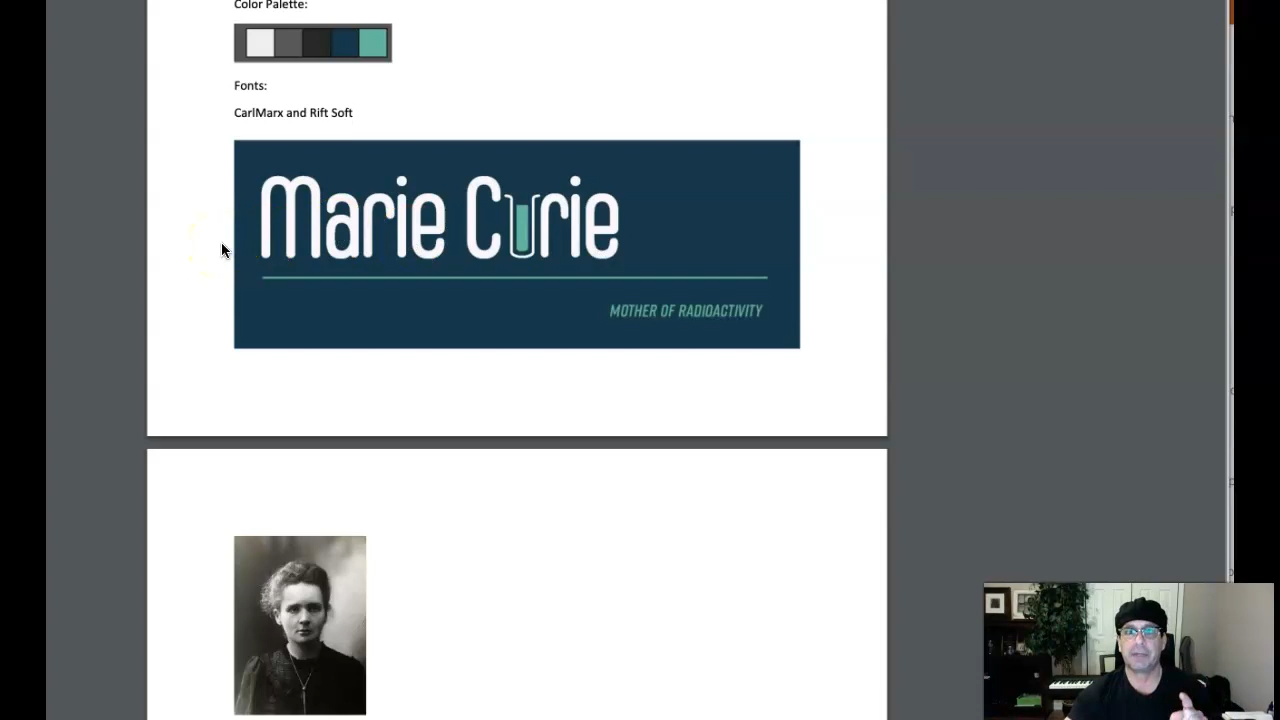 Color Palette:
Fonts:
CarlMarx and Rift Soft
Marie Curie
MOTHER OF RADIOACTIVITY